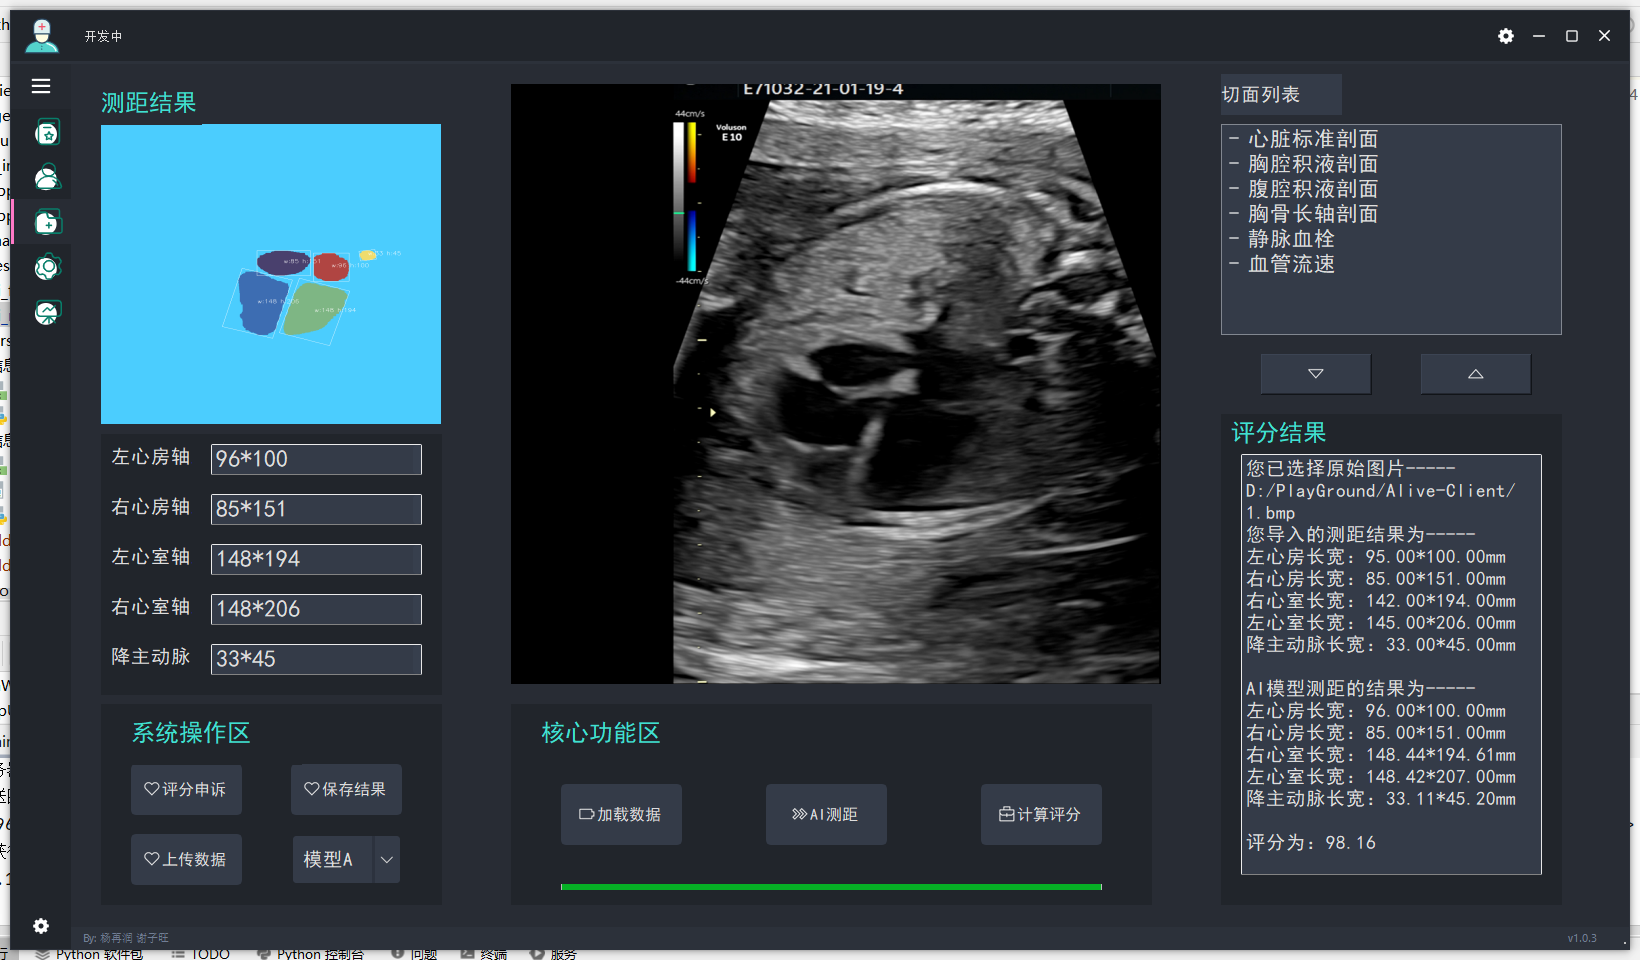 开发中
测距结果
w:85 h:151
w:96 h:100
w:33 h:45
w:148 h:206
w:148 h:194
左心房轴 96*100
右心房轴 85*151
左心室轴 148*194
右心室轴 148*206
降主动脉 33*45
系统操作区
评分申诉
保存结果
上传数据
模型A
E71032-21-01-19-4
44cm/s
Voluson
E 10
-44cm/s
核心功能区
加载数据
AI测距
计算评分
切面列表
- 心脏标准剖面
- 胸腔积液剖面
- 腹腔积液剖面
- 胸骨长轴剖面
- 静脉血栓
- 血管流速
评分结果
您已选择原始图片-----
D:/PlayGround/Alive-Client/
1.bmp
您导入的测距结果为-----
左心房长宽: 95.00*100.00mm
右心房长宽: 85.00*151.00mm
右心室长宽: 142.00*194.00mm
左心室长宽: 145.00*206.00mm
降主动脉长宽: 33.00*45.00mm
AI模型测距的结果为-----
左心房长宽: 96.00*100.00mm
右心房长宽: 85.00*151.00mm
右心室长宽: 148.44*194.61mm
左心室长宽: 148.42*207.00mm
降主动脉长宽: 33.11*45.20mm
评分为: 98.16
By: 杨再润 谢子旺
v1.0.3
Python 软件包
TODO
Python 控制台
问题
终端
服务